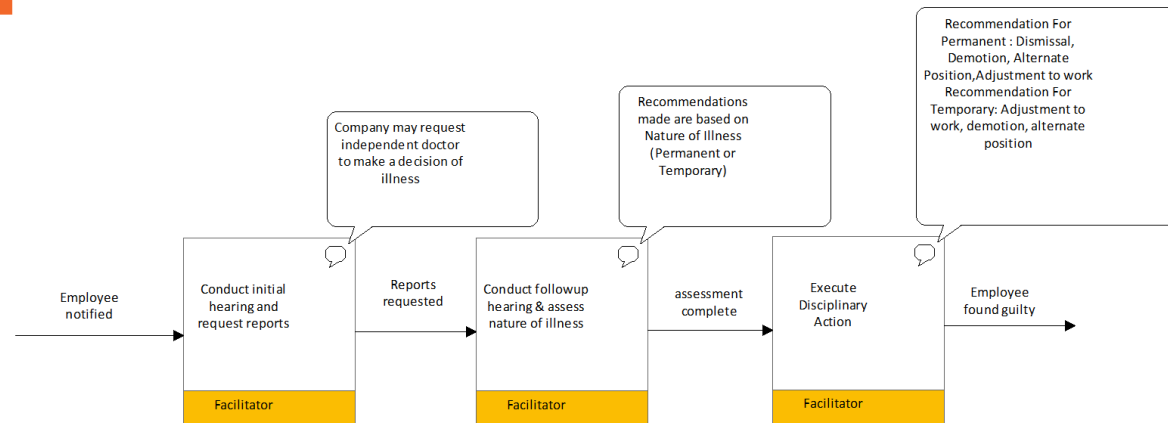 Recommendation For
Permanent : Dismissal,
Demotion, Alternate
Position,Adjustment to work
Recommendation For
Temporary: Adjustment to
work, demotion, alternate
position
Recommendations
made are based on
Nature of Illness
(Permanent or
Temporary)
Company may request
independent doctor
to make a decision of
illness
Employee
notified
Conduct initial
hearing and
request reports
Facilitator
Reports
requested
Conduct followup
hearing & assess
nature of illness
Facilitator
assessment
complete
Execute
Disciplinary
Action
Facilitator
Employee
found guilty